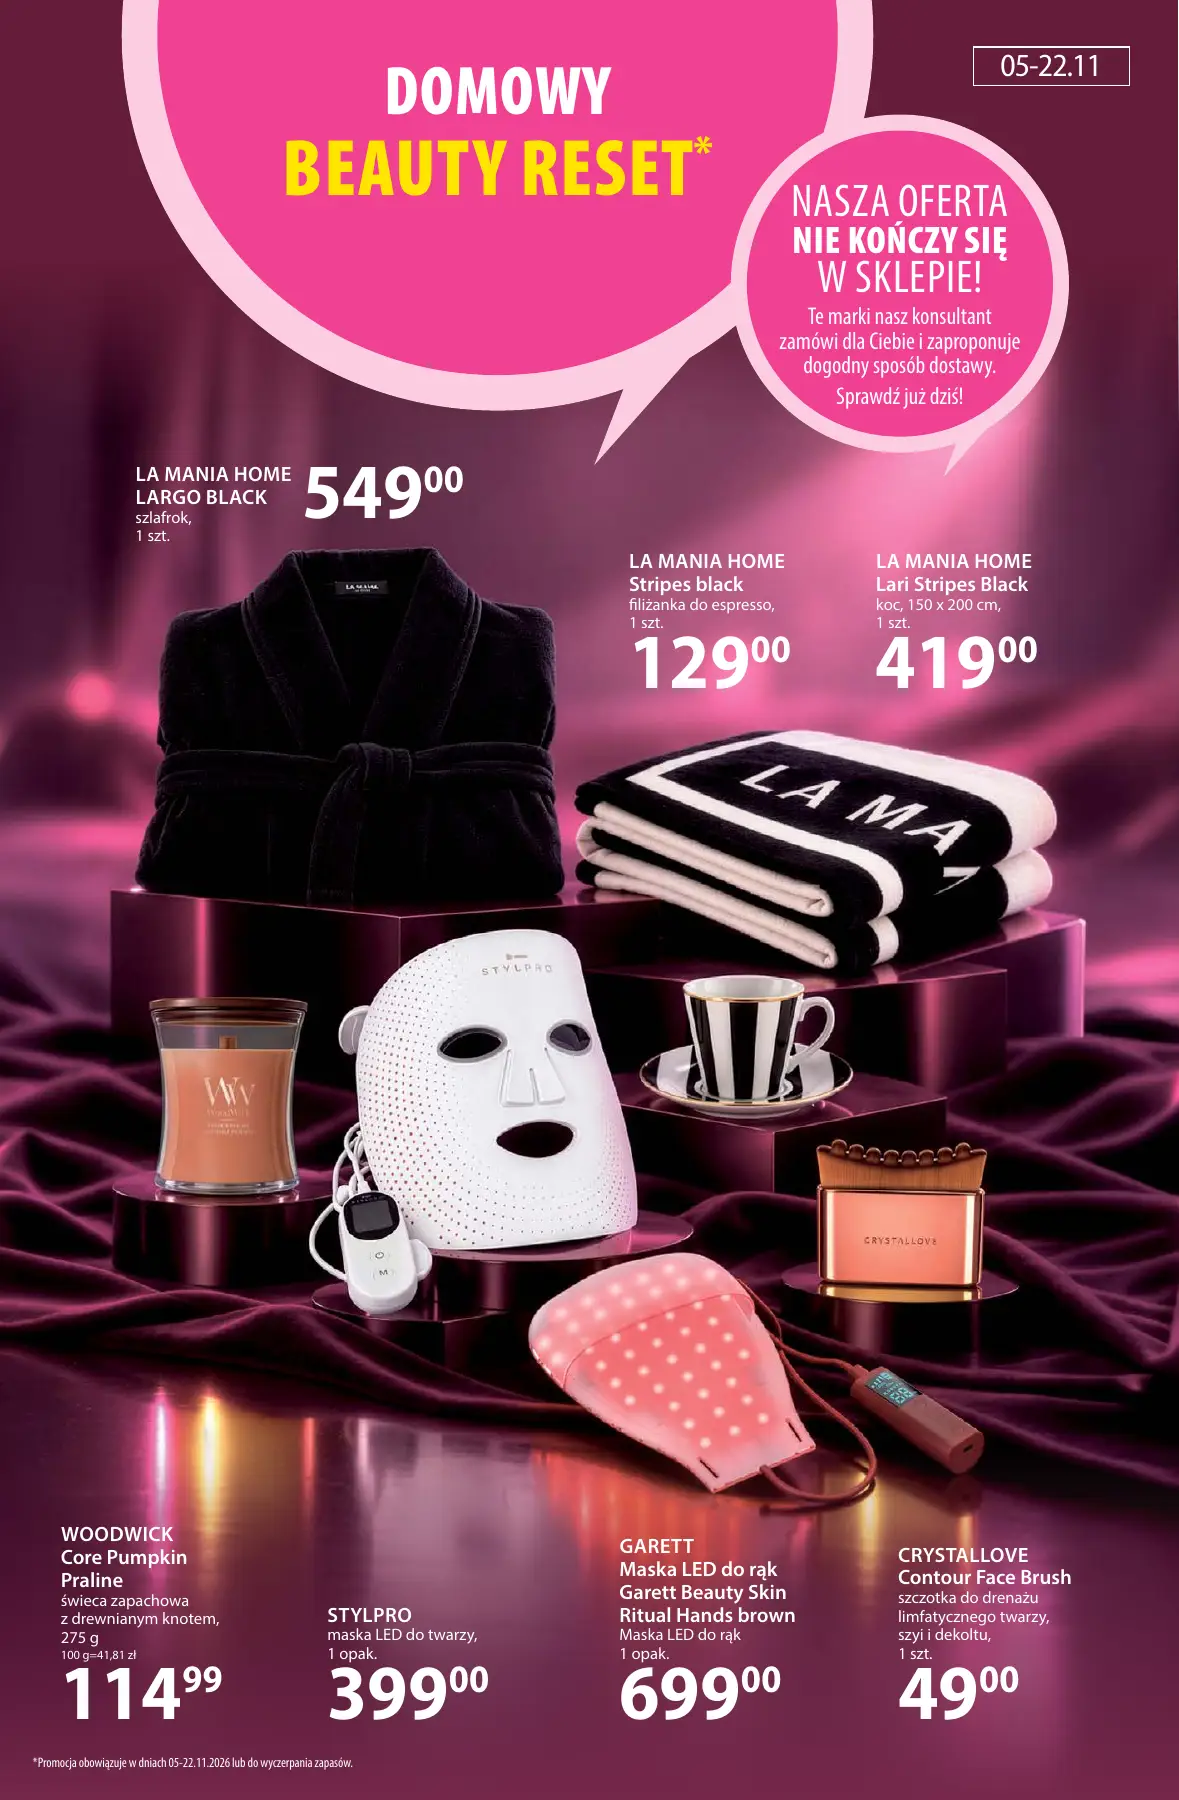 05-22.11
DOMOWY
BEAUTY RESET*
NASZA OFERTA
NIE KOŃCZY SIĘ
W SKLEPIE!
Te marki nasz konsultant
zamówi dla Ciebie i zaproponuje
dogodny sposób dostawy.
Sprawdź już dziś!
LA MANIA HOME
LARGO BLACK
szlafrok,
1 szt.
549 00
LA MANIA HOME
Stripes black
filiżanka do espresso,
1 szt.
129 00
LA MANIA HOME
Lari Stripes Black
koc, 150 x 200 cm,
1 szt.
419 00
LA MA
STYLPRO
WoodWick
CRYSTALLOVE
M
WOODWICK
Core Pumpkin
Praline
świeca zapachowa
z drewnianym knotem,
275 g
100 g=41,81 zł
114 99
STYLPRO
maska LED do twarzy,
1 opak.
399 00
GARETT
Maska LED do rąk
Garett Beauty Skin
Ritual Hands brown
Maska LED do rąk
1 opak.
699 00
CRYSTALLOVE
Contour Face Brush
szczotka do drenażu
limfatycznego twarzy,
szyi i dekoltu,
1 szt.
49 00
*Promocja obowiązuje w dniach 05-22.11.2026 lub do wyczerpania zapasów.